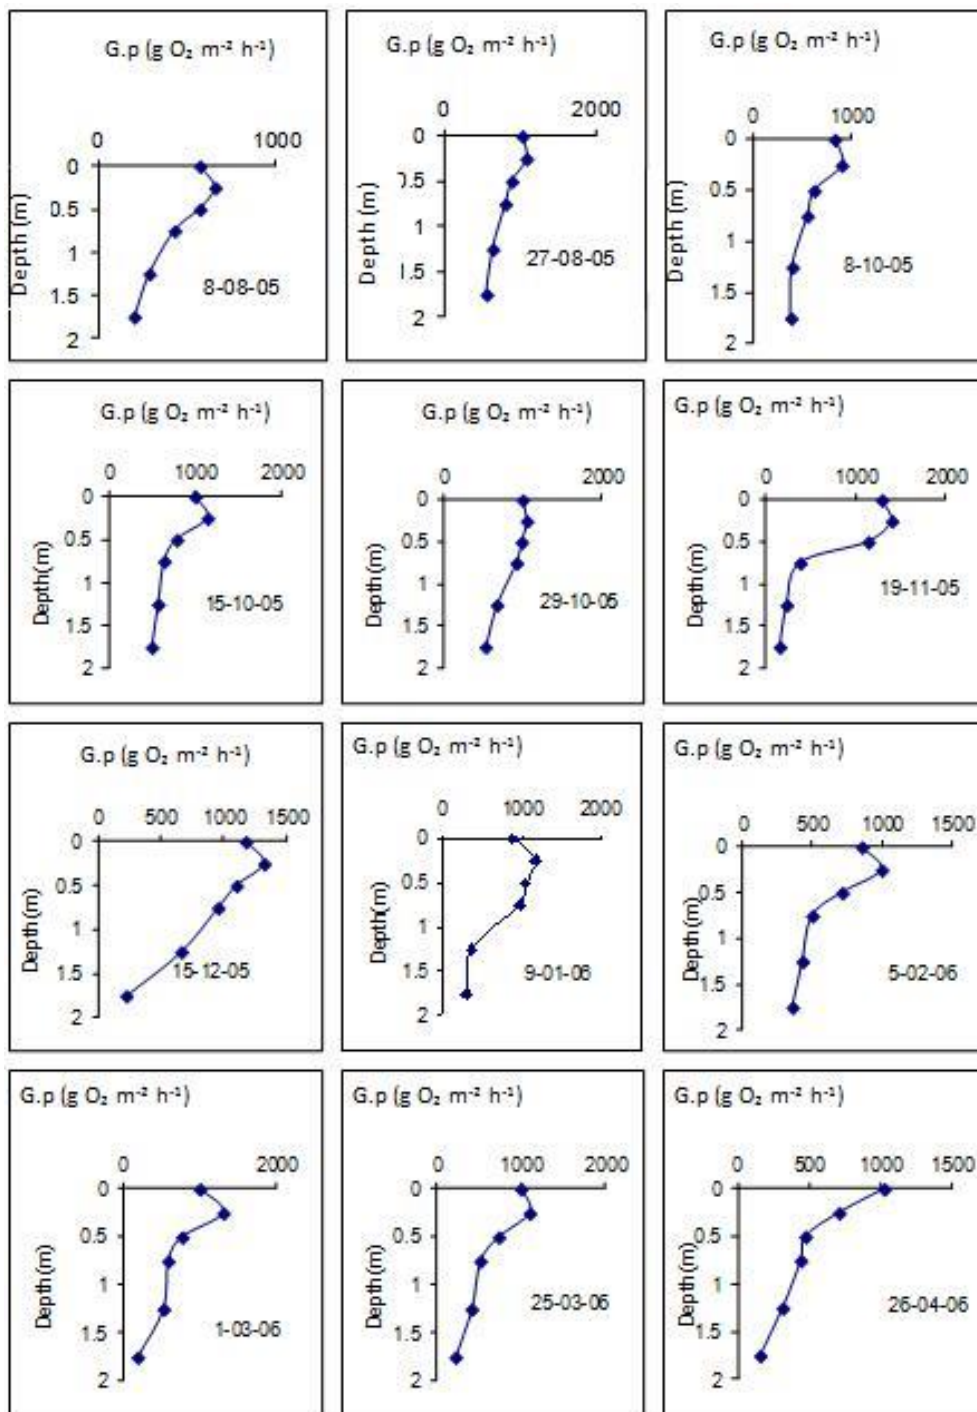 G.p (g O₂ m⁻² h⁻¹)
0 1000
0
0.5
1
1.5
2
Depth (m)
8-08-05
G.p (g O₂ m⁻² h⁻¹)
0 2000
0
0.5
1
1.5
2
Depth (m)
27-08-05
G.p (g O₂ m⁻² h⁻¹)
0 1000
0
0.5
1
1.5
2
Depth (m)
8-10-05
G.p (g O₂ m⁻² h⁻¹)
0 1000 2000
0
0.5
1
1.5
2
Depth(m)
15-10-05
G.p (g O₂ m⁻² h⁻¹)
0 2000
0
0.5
1
1.5
2
Depth(m)
29-10-05
G.p (g O₂ m⁻² h⁻¹)
0 1000 2000
0
0.5
1
1.5
2
Depth(m)
19-11-05
G.p (g O₂ m⁻² h⁻¹)
0 500 1000 1500
0
0.5
1
1.5
2
Depth(m)
15-12-05
G.p (g O₂ m⁻² h⁻¹)
0 1000 2000
0
0.5
1
1.5
2
Depth(m)
9-01-06
G.p (g O₂ m⁻² h⁻¹)
0 500 1000 1500
0
0.5
1
1.5
2
Depth(m)
5-02-06
G.p (g O₂ m⁻² h⁻¹)
0 2000
0
0.5
1
1.5
2
Depth(m)
1-03-06
G.p (g O₂ m⁻² h⁻¹)
0 1000 2000
0
0.5
1
1.5
2
Depth(m)
25-03-06
G.p (g O₂ m⁻² h⁻¹)
0 500 1000 1500
0
0.5
1
1.5
2
Depth(m)
26-04-06